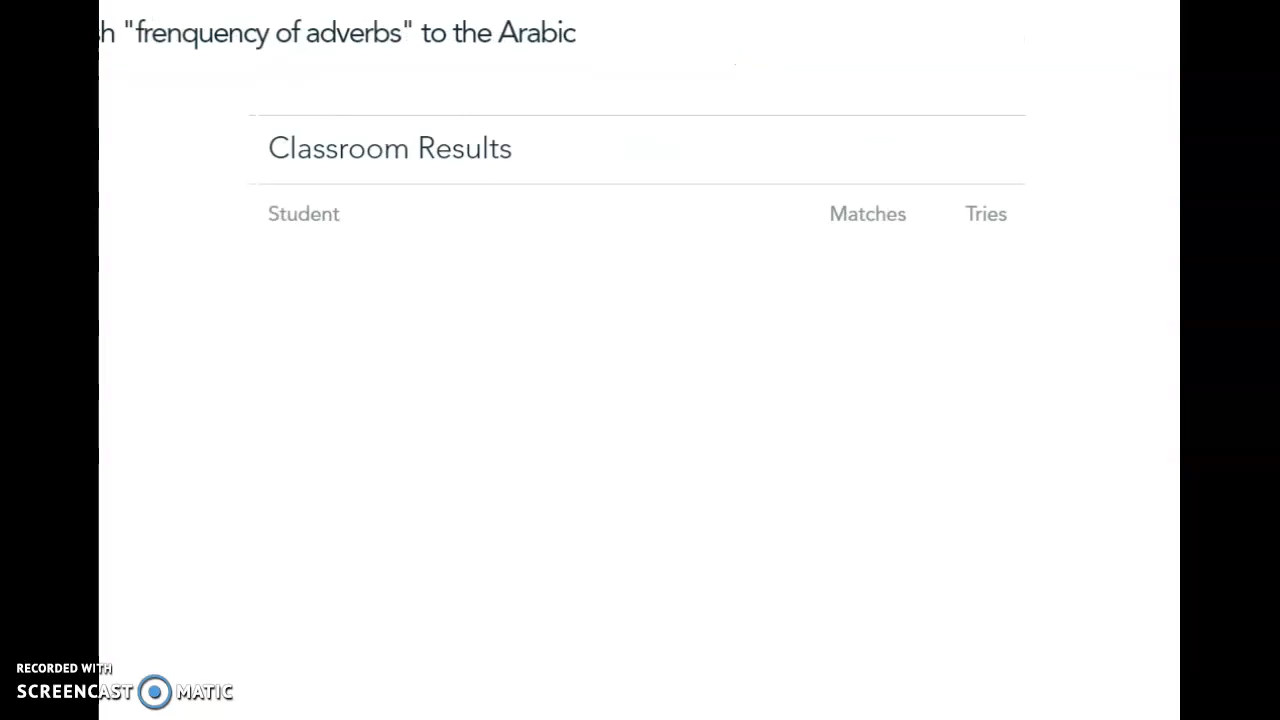 "frenquency of adverbs" to the Arabic
Classroom Results
Student Matches Tries
RECORDED WITH
SCREENCAST MATIC